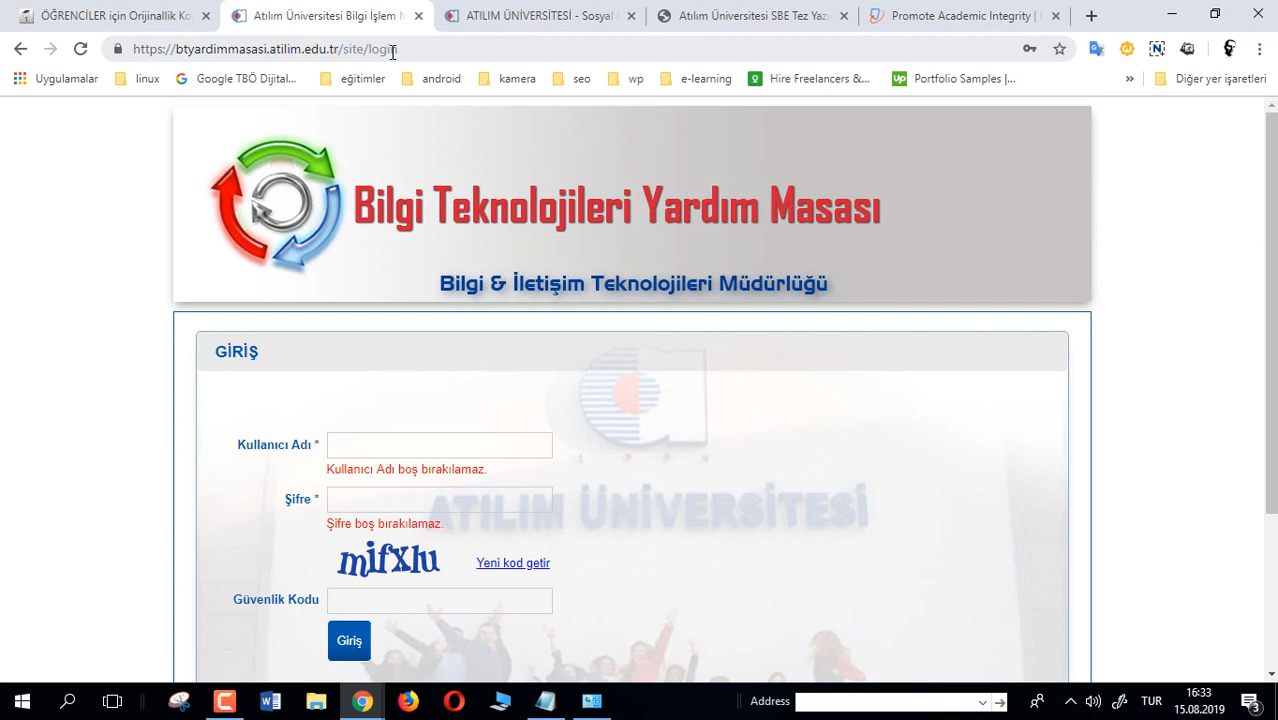 ÖĞRENCİLER için Orijinallik Ko
Atılım Üniversitesi Bilgi İşlem M
ATILIM ÜNİVERSİTESİ - Sosyal
Atılım Üniversitesi SBE Tez Yazı
Promote Academic Integrity |
https://btyardimmasasi.atilim.edu.tr/site/login
Uygulamalar
linux
Google TBÖ Dijital...
eğitimler
android
kamera
seo
wp
e-learning
Hire Freelancers &...
Up
Portfolio Samples |...
»
Diğer yer işaretleri
Bilgi Teknolojileri Yardım Masası
Bilgi & İletişim Teknolojileri Müdürlüğü
GİRİŞ
Kullanıcı Adı *
Kullanıcı Adı boş bırakılamaz.
Şifre *
ATILIM ÜNİVERSİTESİ
Şifre boş bırakılamaz.
mifxlu
Yeni kod getir
Güvenlik Kodu
Giriş
Address
TUR
16:33
15.08.2019